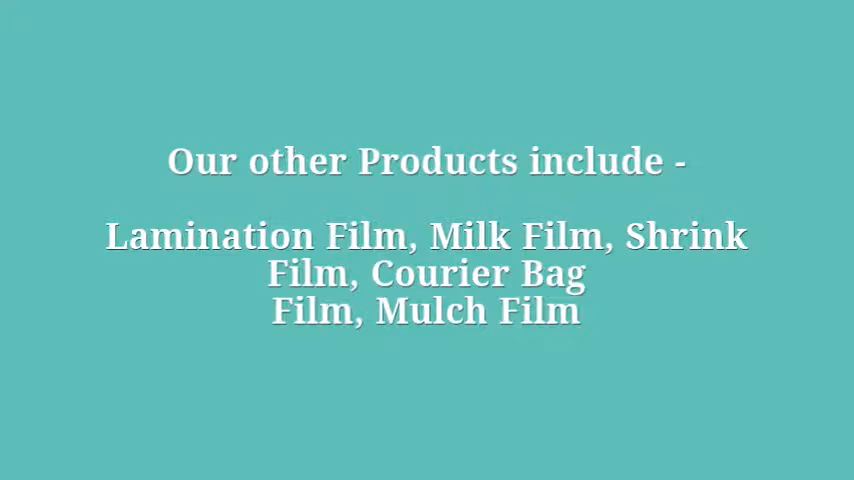 Our other Products include -
Lamination Film, Milk Film, Shrink
Film, Courier Bag
Film, Mulch Film